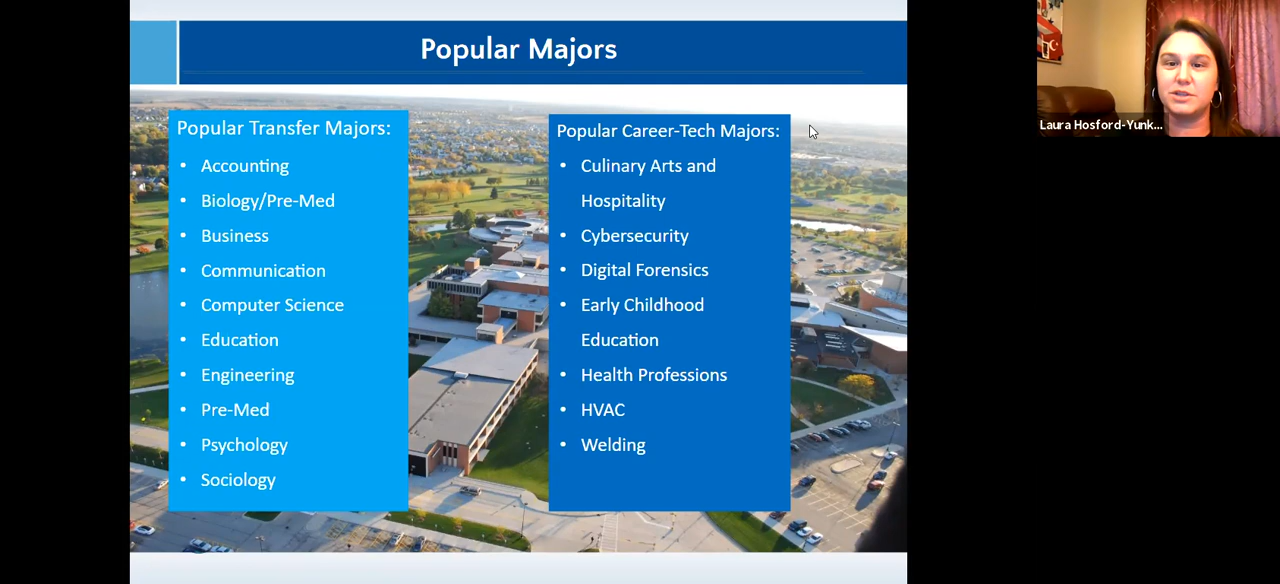 Popular Majors
Popular Transfer Majors:
• Accounting
• Biology/Pre-Med
• Business
• Communication
• Computer Science
• Education
• Engineering
• Pre-Med
• Psychology
• Sociology
Popular Career-Tech Majors:
• Culinary Arts and
Hospitality
• Cybersecurity
• Digital Forensics
• Early Childhood
Education
• Health Professions
• HVAC
• Welding
Laura Hosford-Yunk...